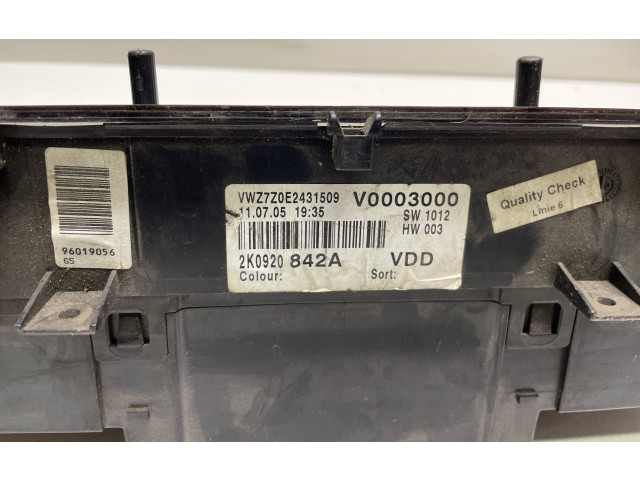 VWZ7Z0E2431509 V0003000
11.07.05 19:35 SW 1012
HW 003
2K0920 842A VDD
Colour: Sort:
96019056
GS
Quality Check
Linie 6